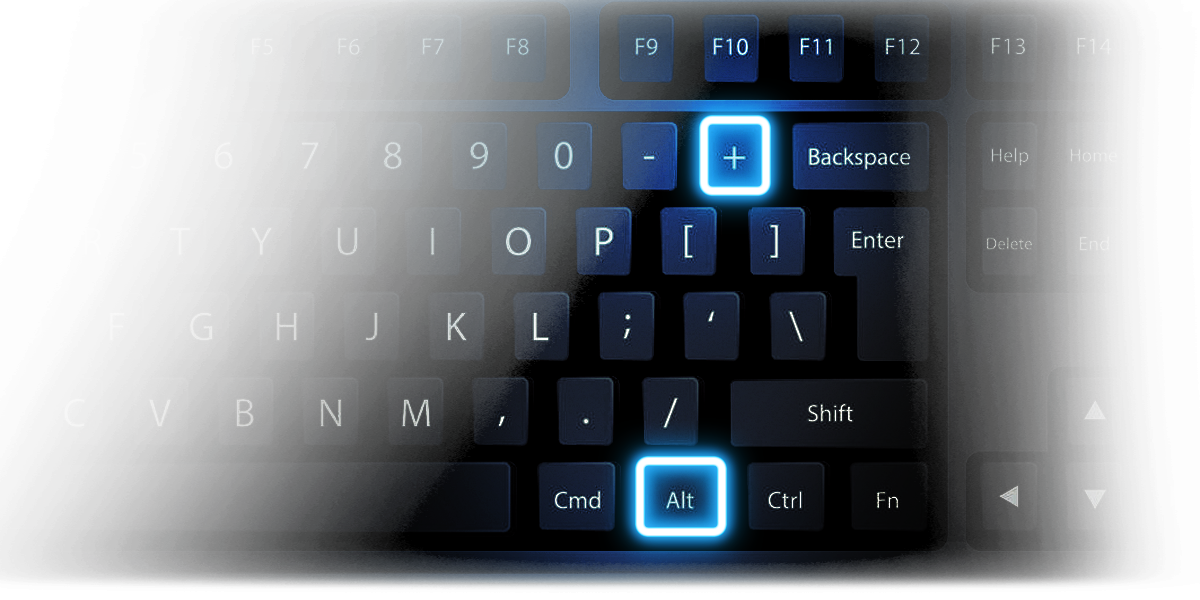 F5 F6 F7 F8 F9 F10 F11 F12 F13 F14
6 7 8 9 0 - + Backspace Help Home
T Y U I O P [ ] Enter Delete End
F G H J K L ; ‘ \
C V B N M , . / Shift
Cmd Alt Ctrl Fn